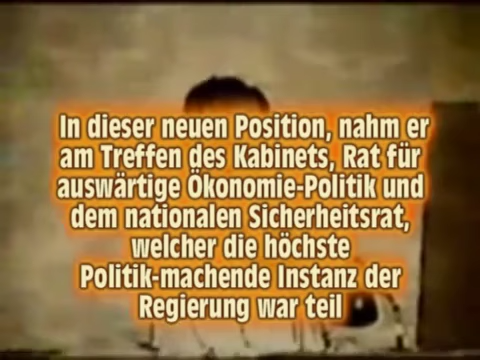 In dieser neuen Position, nahm er
am Treffen des Kabinets, Rat für
auswärtige Ökonomie-Politik und
dem nationalen Sicherheitsrat,
welcher die höchste
Politik-machende Instanz der
Regierung war teil